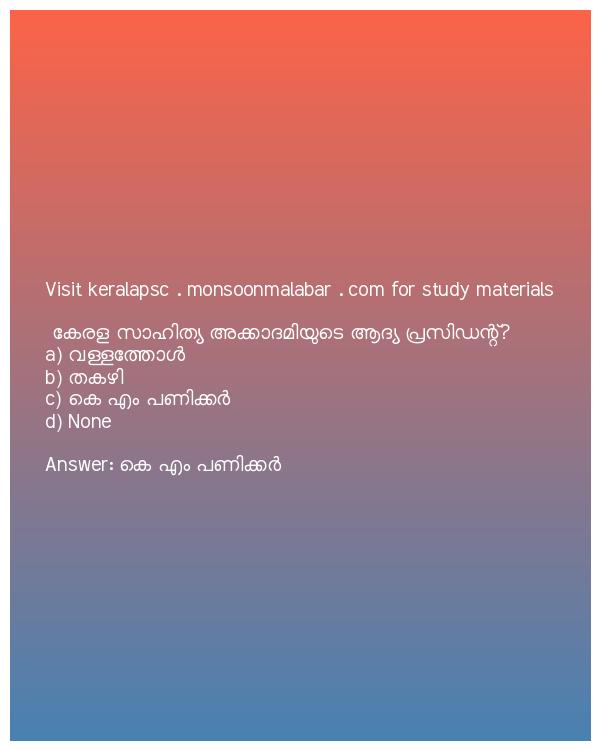 Visit keralapsc . monsoonmalabar . com for study materials
കേരള സാഹിത്യ അക്കാദമിയുടെ ആദ്യ പ്രസിഡന്റ്?
a) വള്ളത്തോൾ
b) തകഴി
c) കെ എം പണിക്കർ
d) None
Answer: കെ എം പണിക്കർ